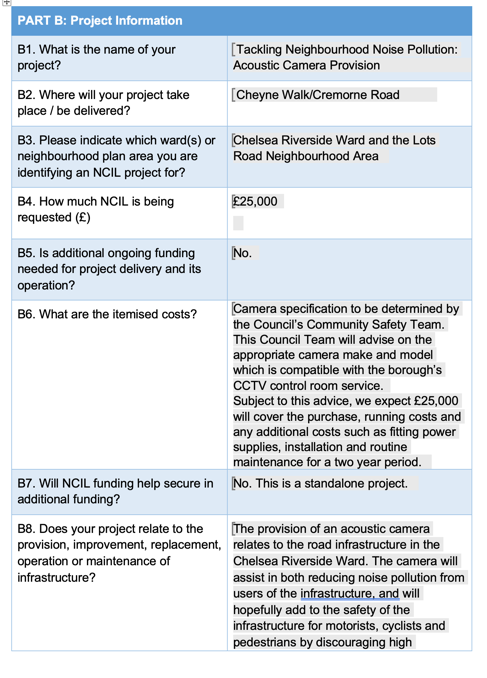 PART B: Project Information
B1. What is the name of your
project?
Tackling Neighbourhood Noise Pollution:
Acoustic Camera Provision
B2. Where will your project take
place / be delivered?
Cheyne Walk/Cremorne Road
B3. Please indicate which ward(s) or
neighbourhood plan area you are
identifying an NCIL project for?
Chelsea Riverside Ward and the Lots
Road Neighbourhood Area
B4. How much NCIL is being
requested (£)
£25,000
B5. Is additional ongoing funding
needed for project delivery and its
operation?
No.
B6. What are the itemised costs?
Camera specification to be determined by
the Council's Community Safety Team.
This Council Team will advise on the
appropriate camera make and model
which is compatible with the borough's
CCTV control room service.
Subject to this advice, we expect £25,000
will cover the purchase, running costs and
any additional costs such as fitting power
supplies, installation and routine
maintenance for a two year period.
B7. Will NCIL funding help secure in
additional funding?
No. This is a standalone project.
B8. Does your project relate to the
provision, improvement, replacement,
operation or maintenance of
infrastructure?
The provision of an acoustic camera
relates to the road infrastructure in the
Chelsea Riverside Ward. The camera will
assist in both reducing noise pollution from
users of the infrastructure, and will
hopefully add to the safety of the
infrastructure for motorists, cyclists and
pedestrians by discouraging high